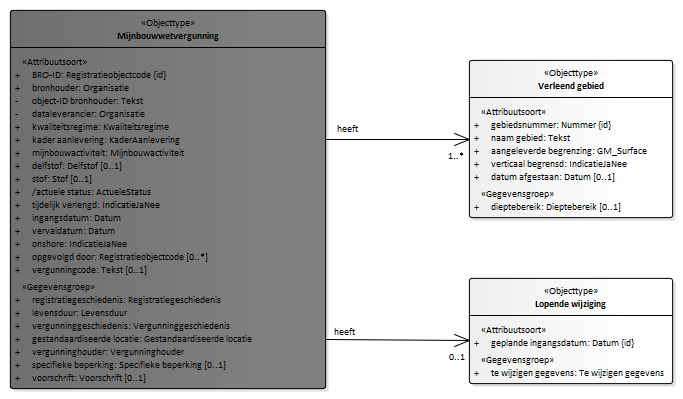 «Objecttype»
Mijnbouwwetvergunning
«Attribuutsoort»
+ BRO-ID: Registratieobjectcode {id}
+ bronhouder: Organisatie
- object-ID bronhouder: Tekst
- dataleverancier: Organisatie
+ kwaliteitsregime: Kwaliteitsregime
+ kader aanlevering: KaderAanlevering
+ mijnbouwactiviteit: Mijnbouwactiviteit
+ delfstof: Delfstof [0..1]
+ stof: Stof [0..1]
+ /actuele status: ActueleStatus
+ tijdelijk verlengd: IndicatieJaNee
+ ingangsdatum: Datum
+ vervaldatum: Datum
+ onshore: IndicatieJaNee
+ opgevolgd door: Registratieobjectcode [0..*]
+ vergunningcode: Tekst [0..1]
«Gegevensgroep»
+ registratiegeschiedenis: Registratiegeschiedenis
+ levensduur: Levensduur
+ vergunninggeschiedenis: Vergunninggeschiedenis
+ gestandaardiseerde locatie: Gestandaardiseerde locatie
+ vergunninghouder: Vergunninghouder
+ specifieke beperking: Specifieke beperking [0..1]
+ voorschrift: Voorschrift [0..1]
heeft
1..*
«Objecttype»
Verleend gebied
«Attribuutsoort»
+ gebiedsnummer: Nummer {id}
+ naam gebied: Tekst
+ aangeleverde begrenzing: GM_Surface
+ verticaal begrensd: IndicatieJaNee
+ datum afgestaan: Datum [0..1]
«Gegevensgroep»
+ dieptebereik: Dieptebereik [0..1]
heeft
0..1
«Objecttype»
Lopende wijziging
«Attribuutsoort»
+ geplande ingangsdatum: Datum {id}
«Gegevensgroep»
+ te wijzigen gegevens: Te wijzigen gegevens